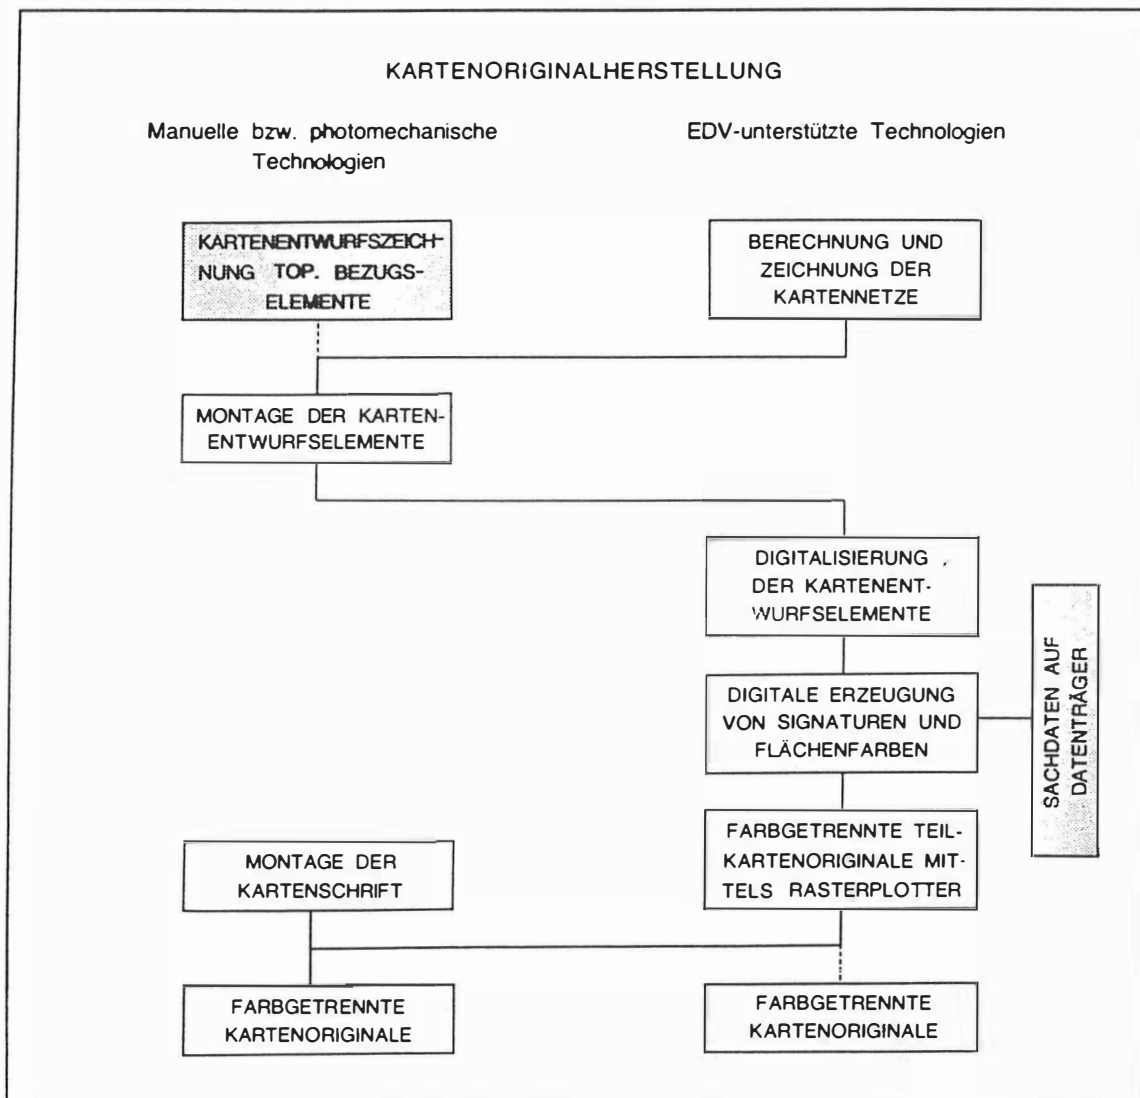 KARTENORIGINALHERSTELLUNG
Manuelle bzw. photomechanische
Technologien
EDV-unterstützte Technologien
KARTENENTWURFSZEICH-
NUNG TOP. BEZUGS-
ELEMENTE
BERECHNUNG UND
ZEICHNUNG DER
KARTENNETZE
MONTAGE DER KARTEN-
ENTWURFSELEMENTE
DIGITALISIERUNG
DER KARTENENT-
WURFSELEMENTE
DIGITALE ERZEUGUNG
VON SIGNATUREN UND
FLÄCHENFARBEN
SACHDATEN AUF
DATENTRÄGER
FARBGETRENNTE TEIL-
KARTENORIGINALE MIT-
TELS RASTERPLOTTER
MONTAGE DER
KARTENSCHRIFT
FARBGETRENNTE
KARTENORIGINALE
FARBGETRENNTE
KARTENORIGINALE